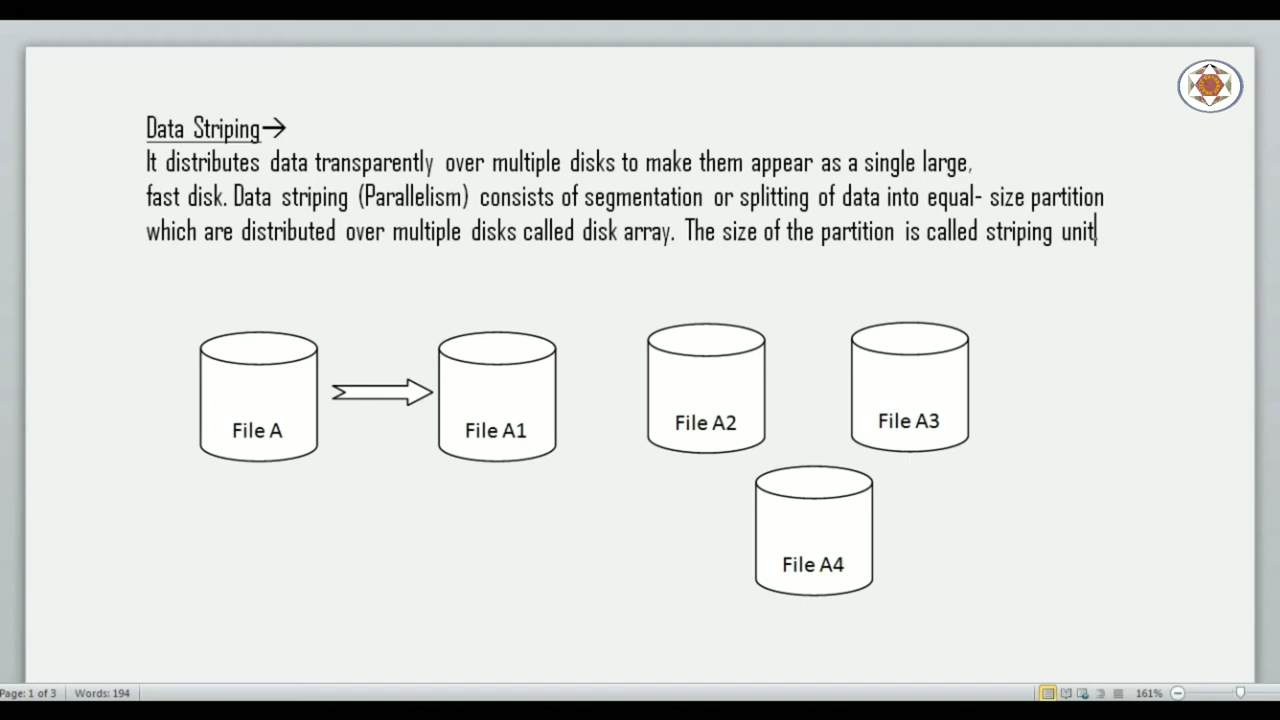 Data Striping→
It distributes data transparently over multiple disks to make them appear as a single large,
fast disk. Data striping (Parallelism) consists of segmentation or splitting of data into equal- size partition
which are distributed over multiple disks called disk array. The size of the partition is called striping unit
File A
File A1
File A2
File A3
File A4
Page: 1 of 3
Words: 194
161%